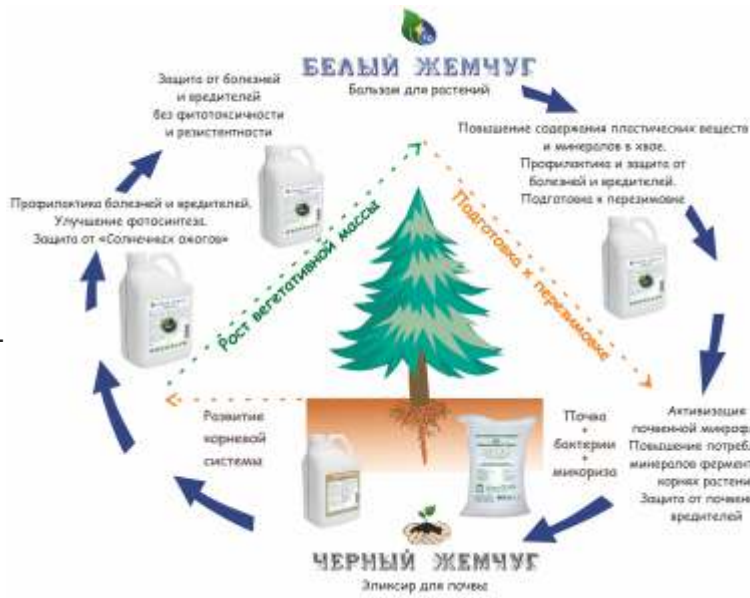 БЕЛЫЙ ЖЕМЧУГ
Бальзам для растений
Защита от болезней
и вредителей
без фитотоксичности
и резистентности
Повышение содержания пластических веществ
и минералов в хвое.
Профилактика и защита от
болезней и вредителей.
Подготовка к перезимовке
Профилактика болезней и вредителей.
Улучшение фотосинтеза.
Защита от «Солнечных ожогов»
Рост вегетативной массы
Подготовка к перезимовке
Развитие
корневой
системы
Почва
+
бактерии
+
микориза
Активизация
почвенной микроф
Повышение потреб
минералов фермент
корнях растени
Защита от почвен
вредителей
ЧЕРНЫЙ ЖЕМЧУГ
Эликсир для почвы